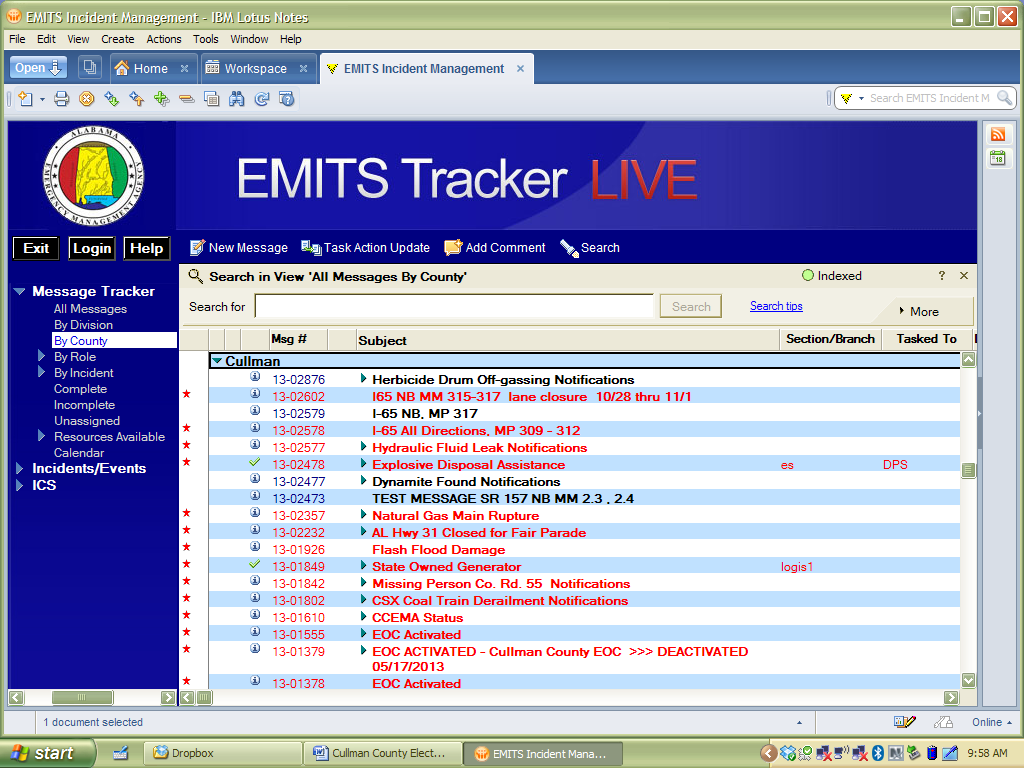 EMITS Incident Management - IBM Lotus Notes
File Edit View Create Actions Tools Window Help
Open Home Workspace EMITS Incident Management
Search EMITS Incident M
18
ALABAMA
EMERGENCY MANAGEMENT AGENCY
EMITS Tracker LIVE
Exit Login Help New Message Task Action Update Add Comment Search
Message Tracker
All Messages
By Division
By County
By Role
By Incident
Complete
Incomplete
Unassigned
Resources Available
Calendar
Incidents/Events
ICS
Search in View 'All Messages By County' Indexed ? ×
Search for Search Search tips More
Msg # Subject Section/Branch Tasked To
Cullman
13-02876 Herbicide Drum Off-gassing Notifications
13-02602 I65 NB MM 315-317 lane closure 10/28 thru 11/1
13-02579 I-65 NB, MP 317
13-02578 I-65 All Directions, MP 309 - 312
13-02577 Hydraulic Fluid Leak Notifications
13-02478 Explosive Disposal Assistance es DPS
13-02477 Dynamite Found Notifications
13-02473 TEST MESSAGE SR 157 NB MM 2.3 , 2.4
13-02357 Natural Gas Main Rupture
13-02232 AL Hwy 31 Closed for Fair Parade
13-01926 Flash Flood Damage
13-01849 State Owned Generator logis1
13-01842 Missing Person Co. Rd. 55 Notifications
13-01802 CSX Coal Train Derailment Notifications
13-01610 CCEMA Status
13-01555 EOC Activated
13-01379 EOC ACTIVATED - Cullman County EOC >>> DEACTIVATED
05/17/2013
13-01378 EOC Activated
1 document selected Online
start Dropbox Cullman County Elect... EMITS Incident Mana... 9:58 AM